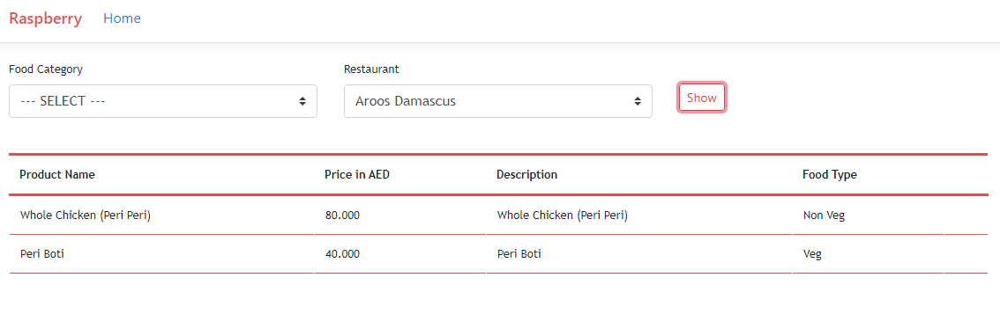 Raspberry Home
Food Category Restaurant
--- SELECT --- Aroos Damascus Show
Product Name Price in AED Description Food Type
Whole Chicken (Peri Peri) 80.000 Whole Chicken (Peri Peri) Non Veg
Peri Boti 40.000 Peri Boti Veg